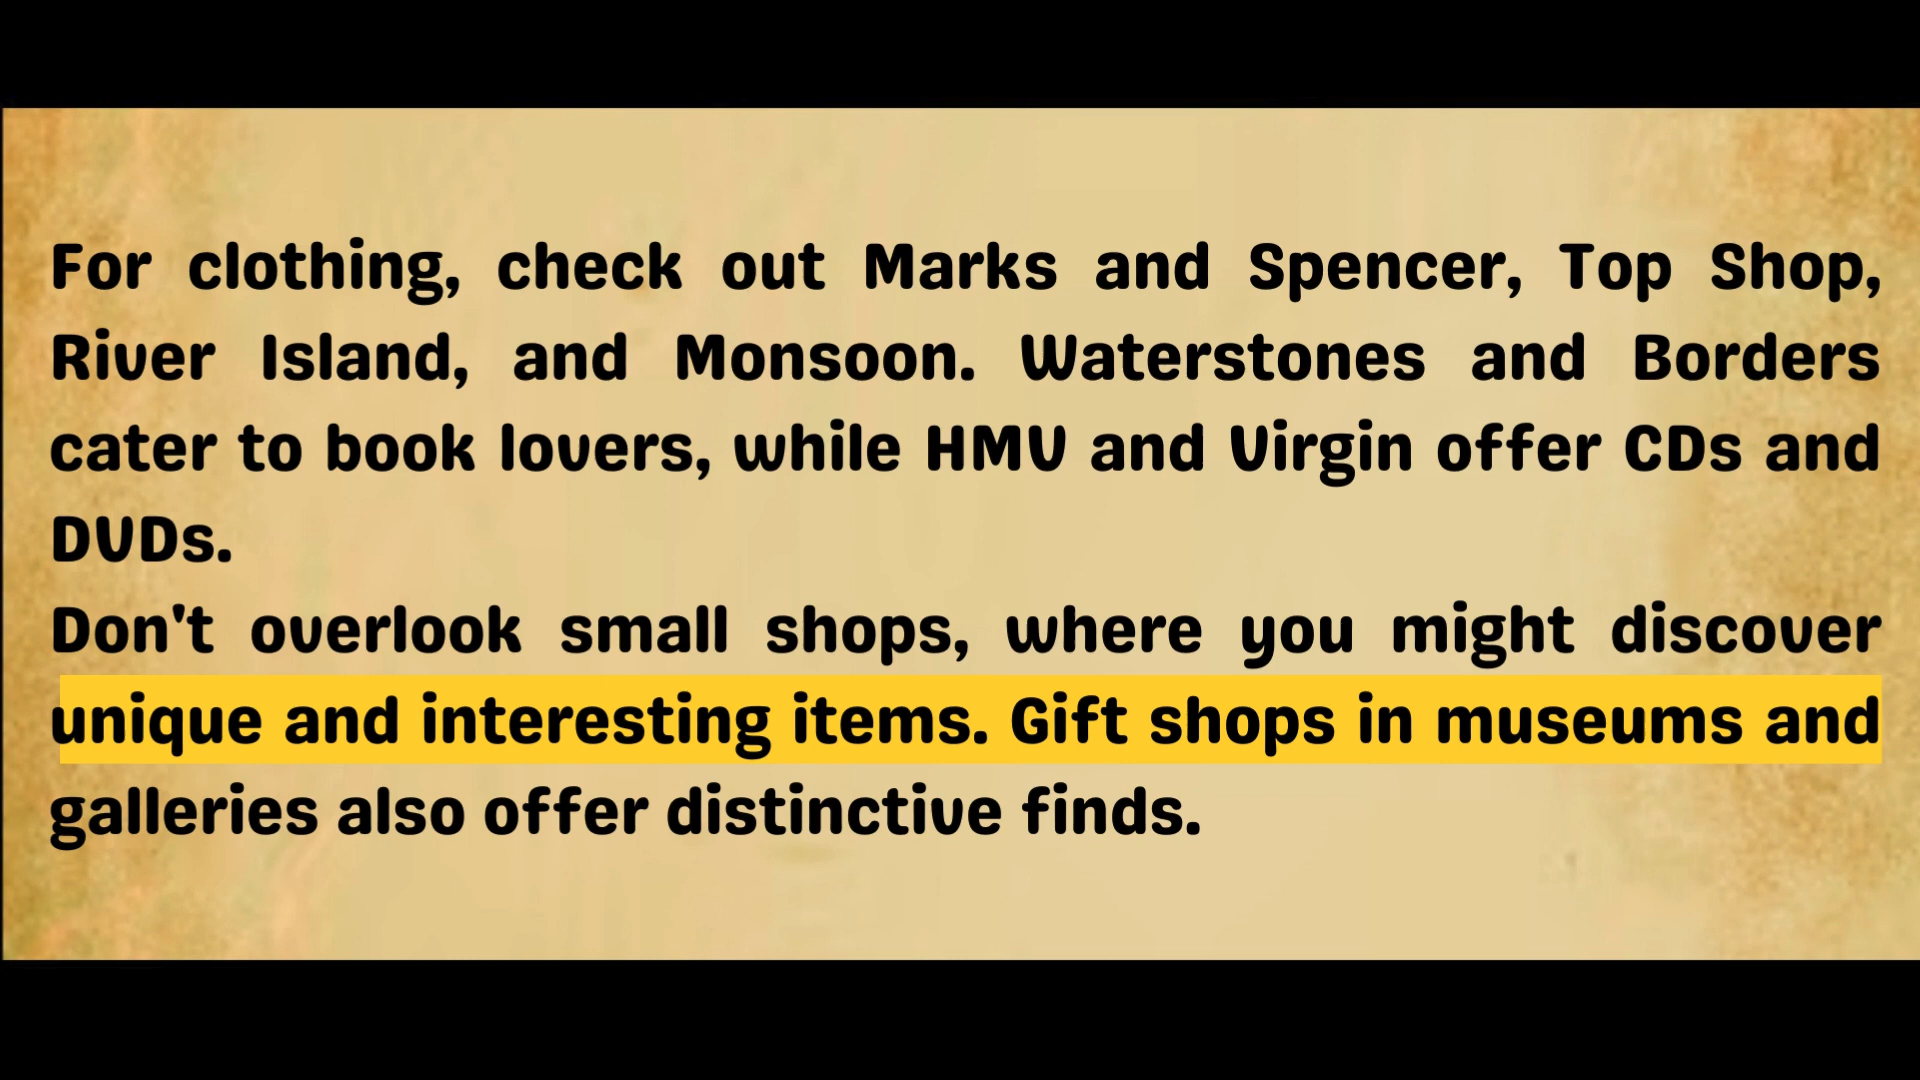 For clothing, check out Marks and Spencer, Top Shop,
River Island, and Monsoon. Waterstones and Borders
cater to book lovers, while HMV and Virgin offer CDs and
DVDs.
Don't overlook small shops, where you might discover
unique and interesting items. Gift shops in museums and
galleries also offer distinctive finds.